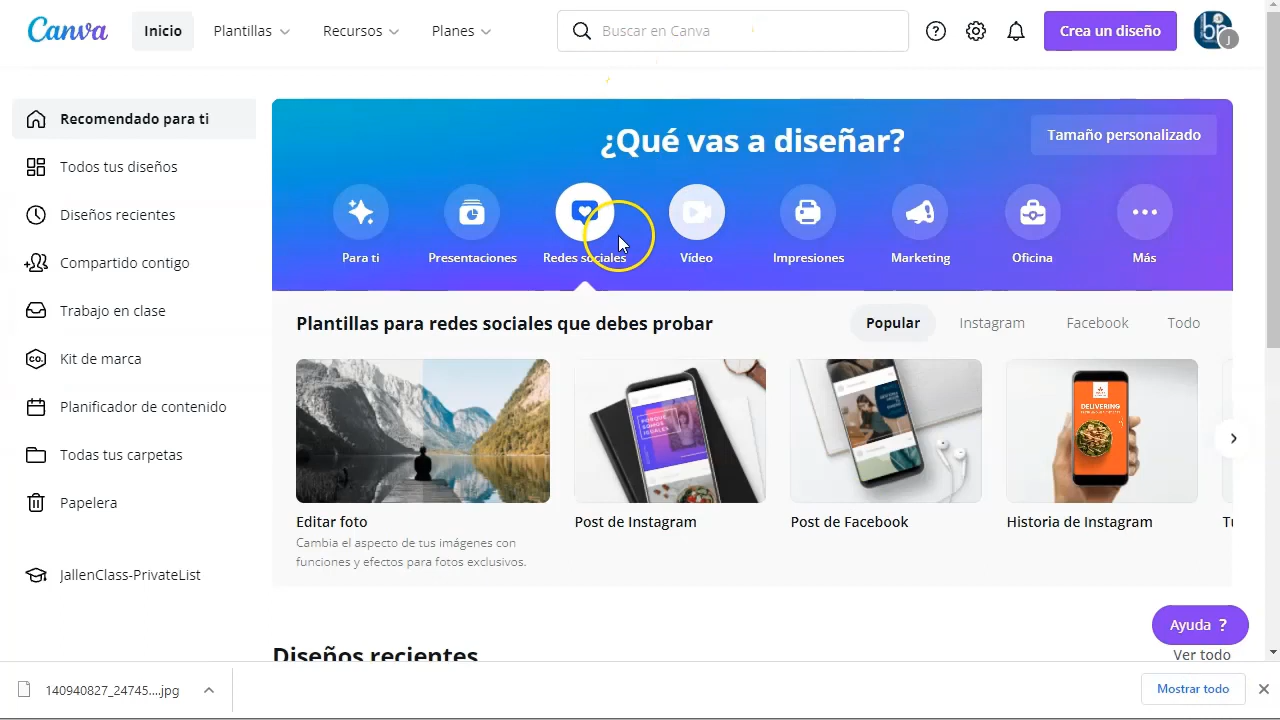 Canva
Inicio
Plantillas
Recursos
Planes
Buscar en Canva
?
Crea un diseño
J
Recomendado para ti
Todos tus diseños
Diseños recientes
Compartido contigo
Trabajo en clase
CO.
Kit de marca
Planificador de contenido
Todas tus carpetas
Papelera
JallenClass-PrivateList
¿Qué vas a diseñar?
Tamaño personalizado
Para ti
Presentaciones
Redes sociales
Vídeo
Impresiones
Marketing
Oficina
Más
Plantillas para redes sociales que debes probar
Popular
Instagram
Facebook
Todo
PORQUE
SOMOS
IGUALES
DELIVERING
Editar foto
Cambia el aspecto de tus imágenes con
funciones y efectos para fotos exclusivos.
Post de Instagram
Post de Facebook
Historia de Instagram
Diseños recientes
Ayuda ?
Ver todo
140940827_24745....jpg
Mostrar todo